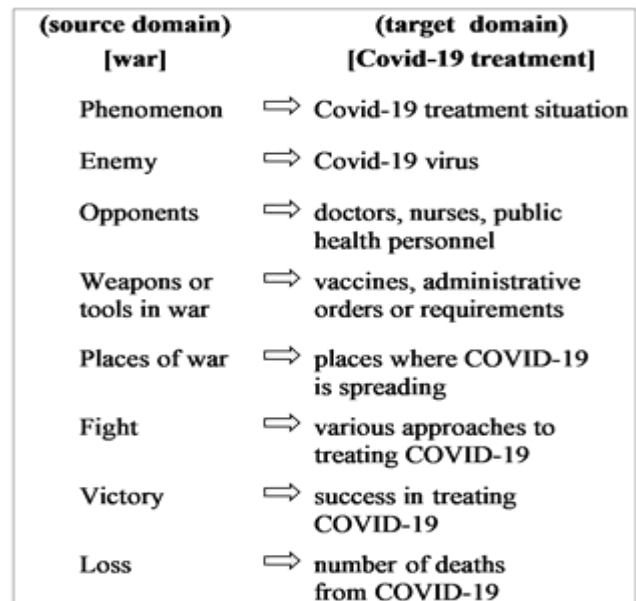 (source domain) (target domain)
[war] [Covid-19 treatment]
Phenomenon ⇨ Covid-19 treatment situation
Enemy ⇨ Covid-19 virus
Opponents ⇨ doctors, nurses, public
health personnel
Weapons or ⇨ vaccines, administrative
tools in war orders or requirements
Places of war ⇨ places where COVID-19
is spreading
Fight ⇨ various approaches to
treating COVID-19
Victory ⇨ success in treating
COVID-19
Loss ⇨ number of deaths
from COVID-19